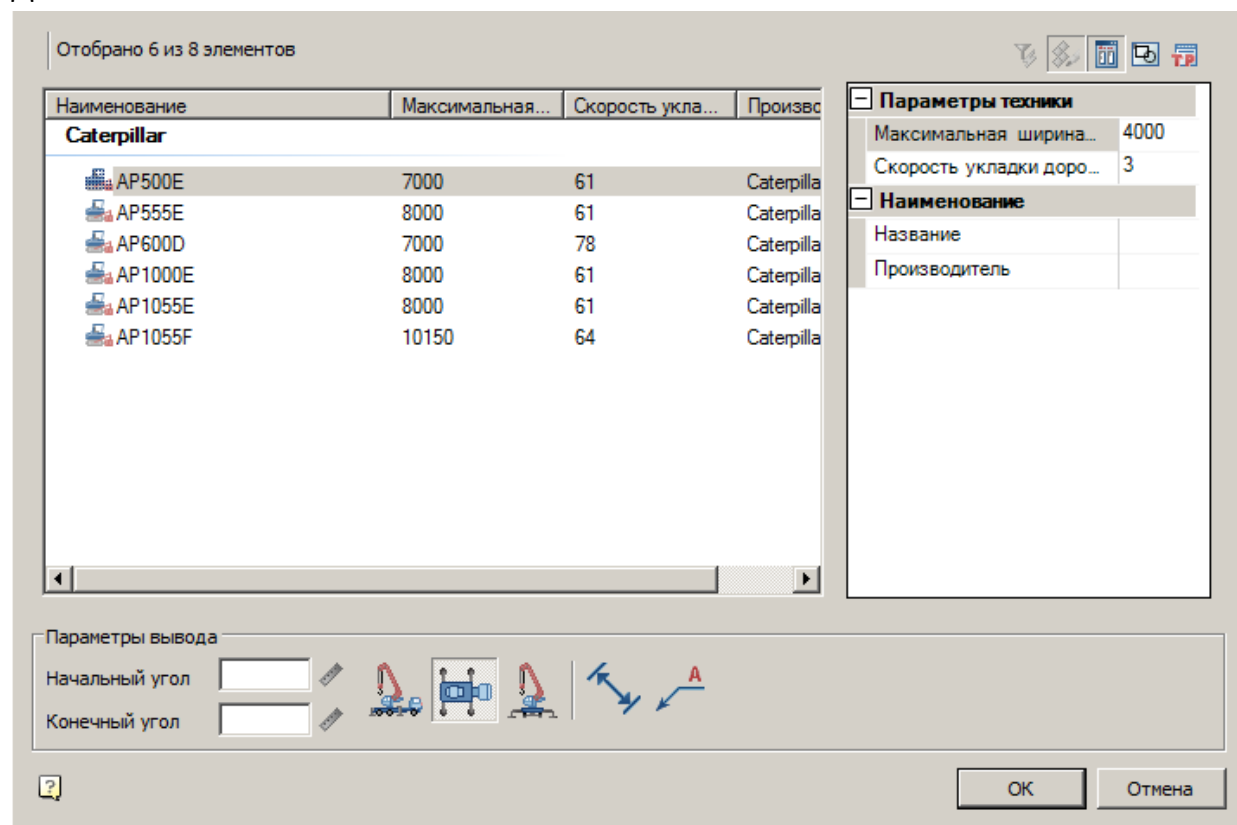 Отобрано 6 из 8 элементов
T.P
Наименование Максимальная... Скорость укла... Произво
Caterpillar
AP500E 7000 61 Caterpilla
AP555E 8000 61 Caterpilla
AP600D 7000 78 Caterpilla
AP1000E 8000 61 Caterpilla
AP1055E 8000 61 Caterpilla
AP1055F 10150 64 Caterpilla
Параметры техники
Максимальная ширина... 4000
Скорость укладки доро... 3
Наименование
Название
Производитель
Параметры вывода
Начальный угол
Конечный угол
A
?
ОК Отмена